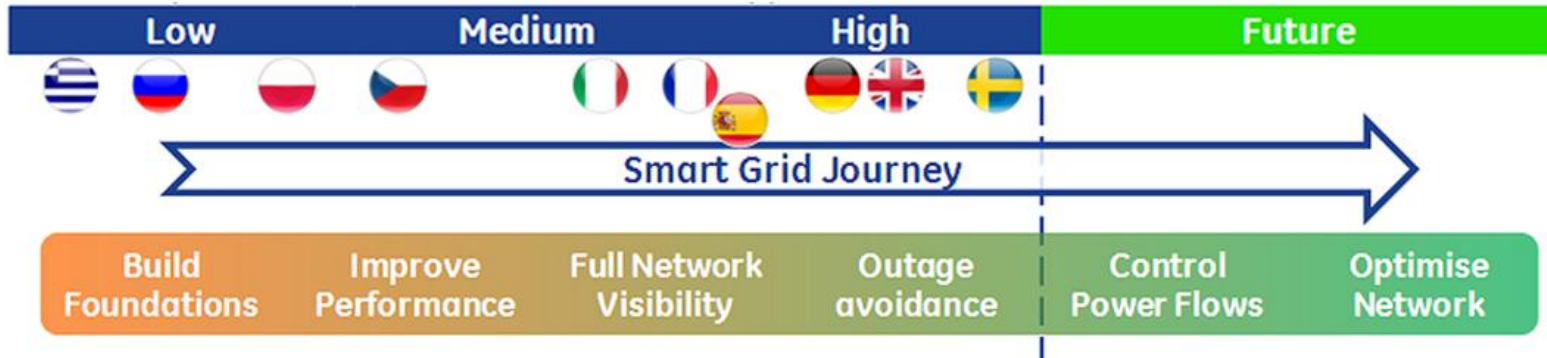 Low Medium High Future
Smart Grid Journey
Build Improve Full Network Outage Control Optimise
Foundations Performance Visibility avoidance Power Flows Network